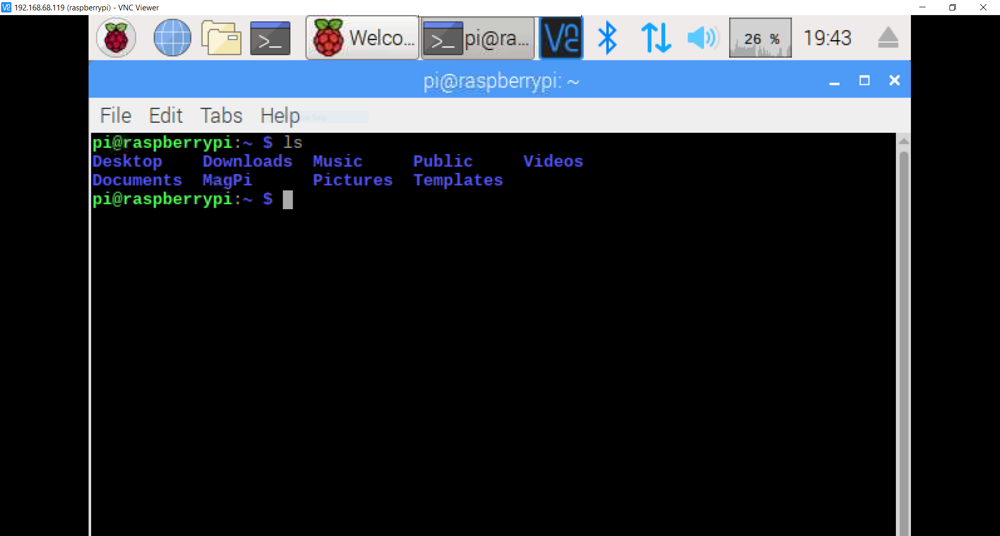 192.168.68.119 (raspberrypi) - VNC Viewer
Welco... pi@ra... 26 % 19:43
pi@raspberrypi: ~
File Edit Tabs Help
pi@raspberrypi:~ $ ls
Desktop Downloads Music Public Videos
Documents MagPi Pictures Templates
pi@raspberrypi:~ $